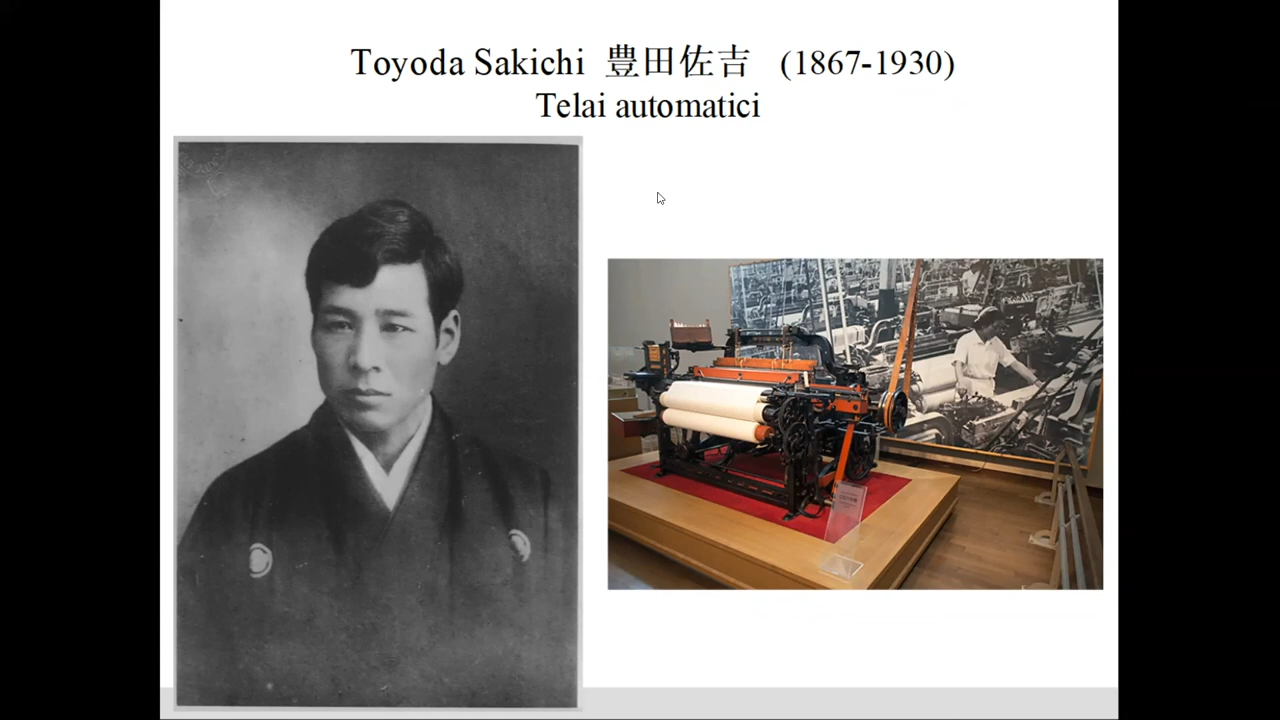 Toyoda Sakichi 豊田佐吉 (1867-1930)
Telai automatici